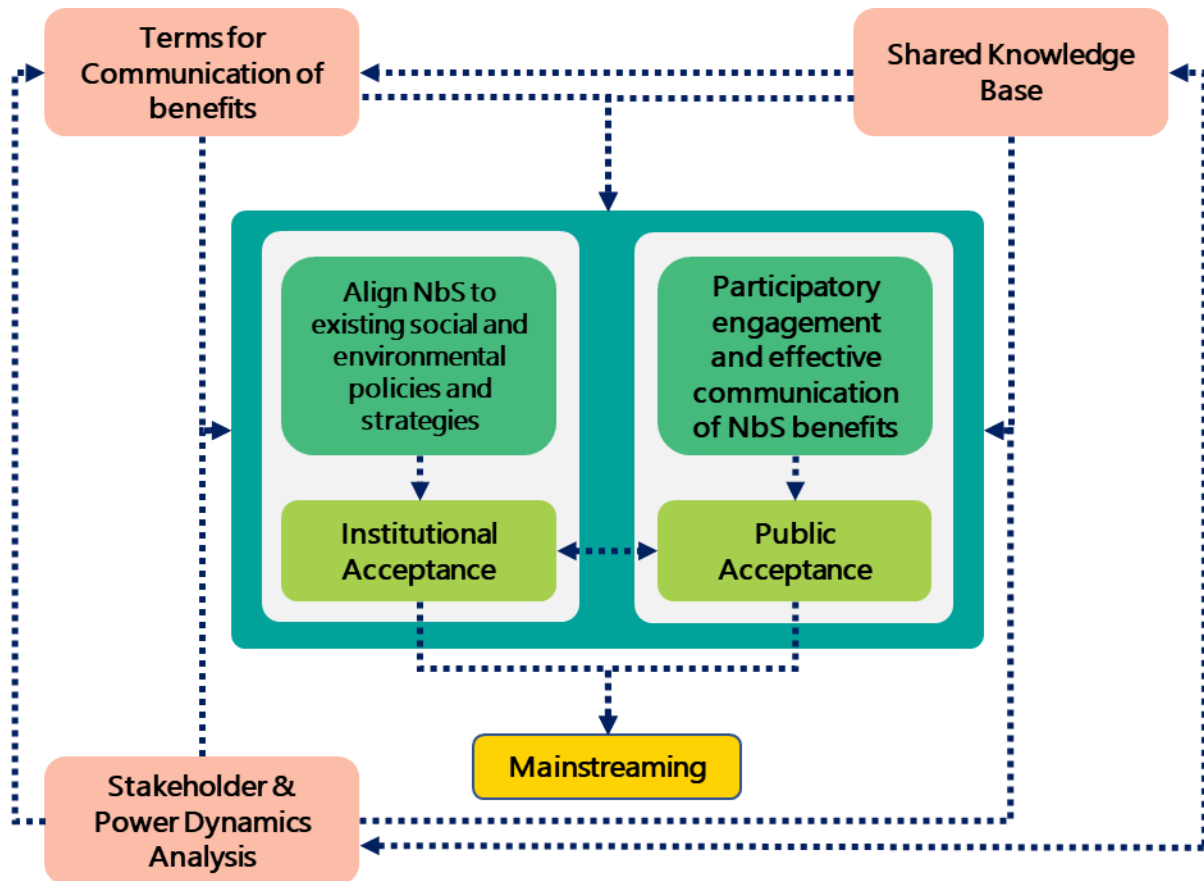 Terms for
Communication of
benefits
Shared Knowledge
Base
Align NbS to
existing social and
environmental
policies and
strategies
Participatory
engagement
and effective
communication
of NbS benefits
Institutional
Acceptance
Public
Acceptance
Mainstreaming
Stakeholder &
Power Dynamics
Analysis